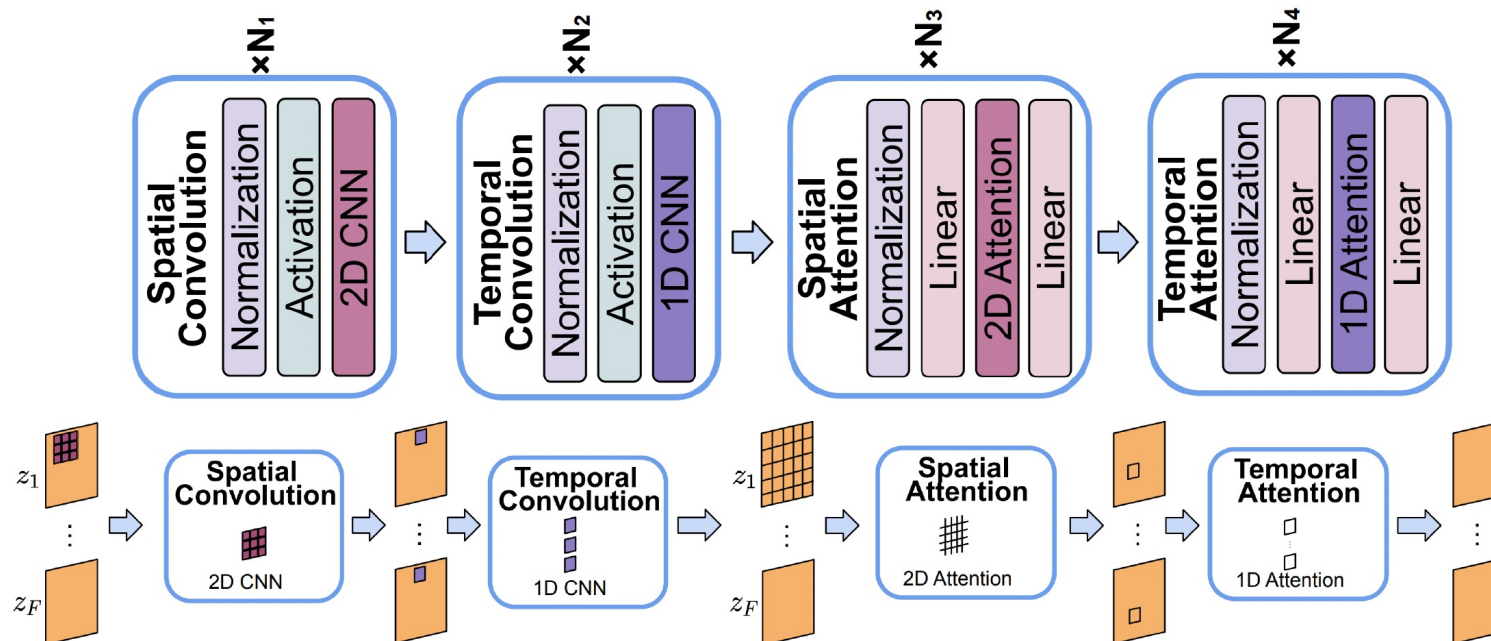 ×N₁
Spatial
Convolution
Normalization
Activation
2D CNN
×N₂
Temporal
Convolution
Normalization
Activation
1D CNN
×N₃
Spatial
Attention
Normalization
Linear
2D Attention
Linear
×N₄
Temporal
Attention
Normalization
Linear
1D Attention
Linear
z₁
⋮
z_F
Spatial
Convolution
2D CNN
⋮
Temporal
Convolution
1D CNN
z₁
⋮
z_F
Spatial
Attention
2D Attention
⋮
Temporal
Attention
1D Attention
⋮